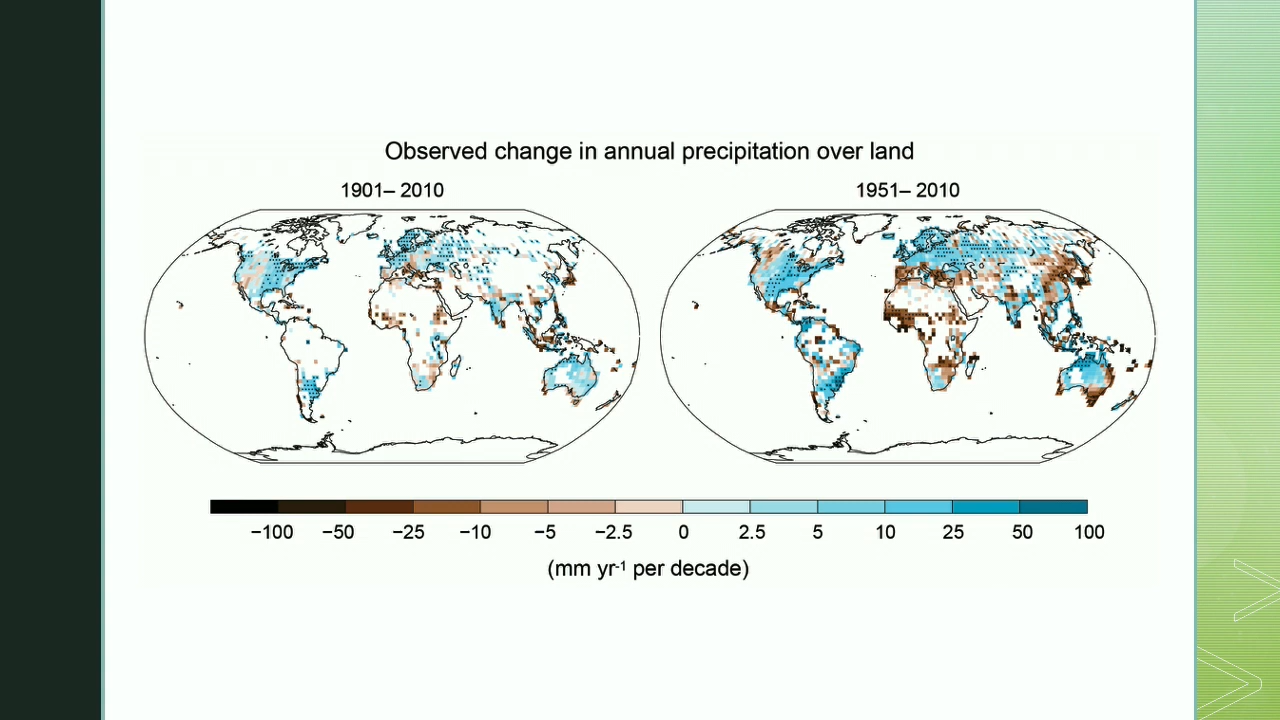 Observed change in annual precipitation over land
1901– 2010
1951– 2010
−100 −50 −25 −10 −5 −2.5 0 2.5 5 10 25 50 100
(mm yr⁻¹ per decade)